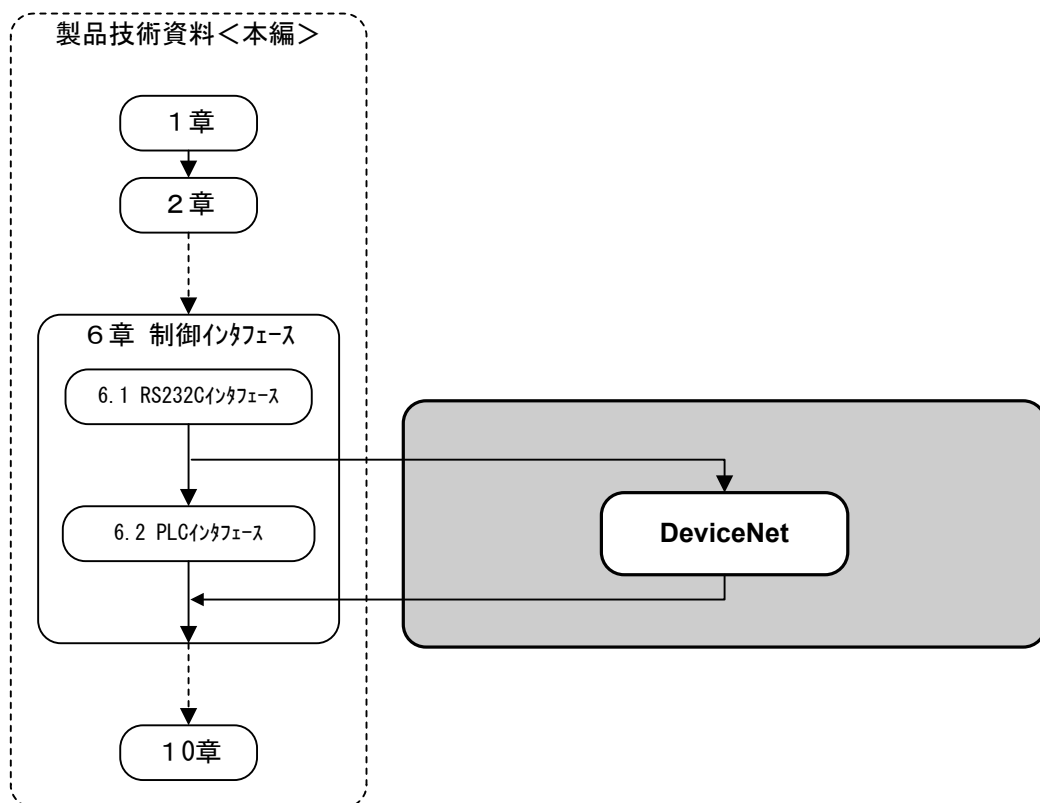 製品技術資料＜本編＞
１章
２章
６章 制御ｲﾝﾀﾌｪｰｽ
6.1 RS232Cｲﾝﾀﾌｪｰｽ
6.2 PLCｲﾝﾀﾌｪｰｽ
DeviceNet
１０章